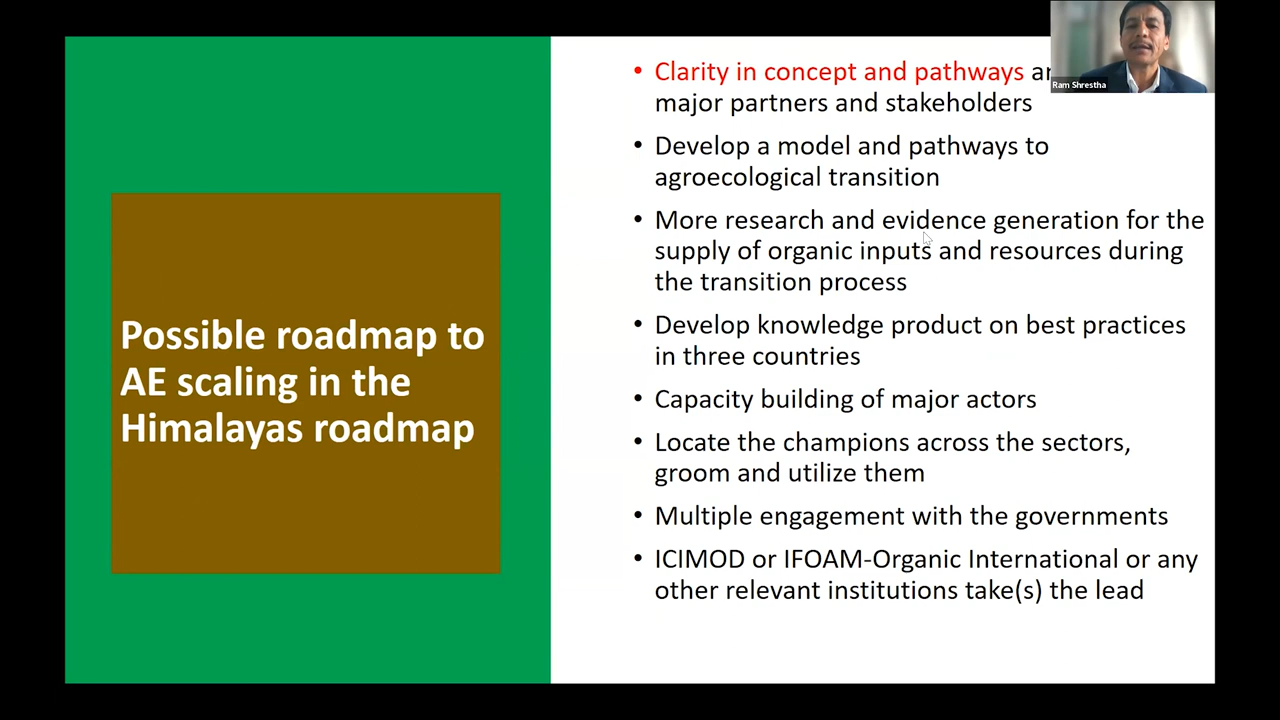 Possible roadmap to
AE scaling in the
Himalayas roadmap
• Clarity in concept and pathways
major partners and stakeholders
• Develop a model and pathways to
agroecological transition
• More research and evidence generation for the
supply of organic inputs and resources during
the transition process
• Develop knowledge product on best practices
in three countries
• Capacity building of major actors
• Locate the champions across the sectors,
groom and utilize them
• Multiple engagement with the governments
• ICIMOD or IFOAM-Organic International or any
other relevant institutions take(s) the lead
Ram Shrestha